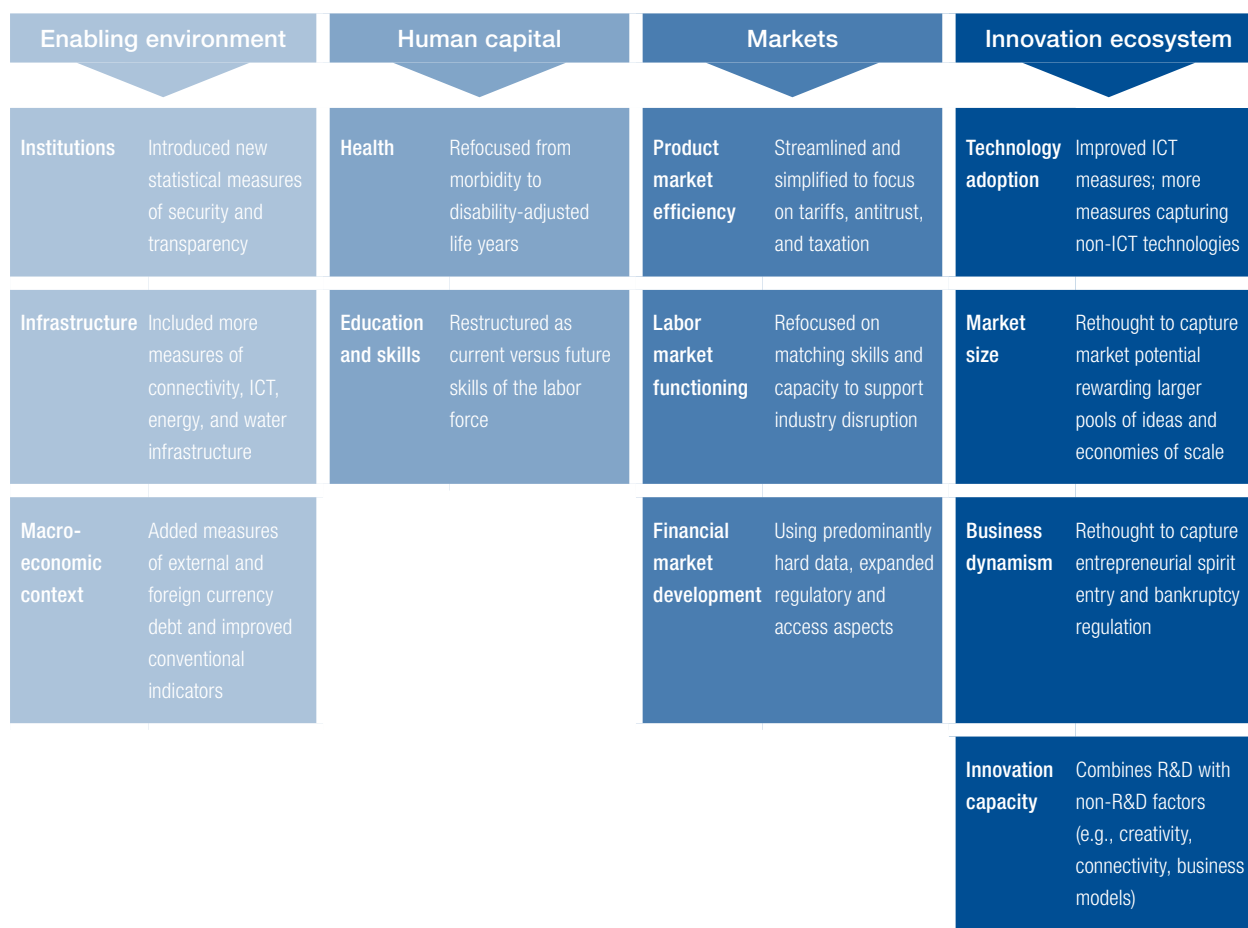 Enabling environment
Human capital
Markets
Innovation ecosystem
Institutions
Introduced new
statistical measures
of security and
transparency
Health
Refocused from
morbidity to
disability-adjusted
life years
Product
market
efficiency
Streamlined and
simplified to focus
on tariffs, antitrust,
and taxation
Technology
adoption
Improved ICT
measures; more
measures capturing
non-ICT technologies
Infrastructure
Included more
measures of
connectivity, ICT,
energy, and water
infrastructure
Education
and skills
Restructured as
current versus future
skills of the labor
force
Labor
market
functioning
Refocused on
matching skills and
capacity to support
industry disruption
Market
size
Rethought to capture
market potential
rewarding larger
pools of ideas and
economies of scale
Macro-
economic
context
Added measures
of external and
foreign currency
debt and improved
conventional
indicators
Financial
market
development
Using predominantly
hard data, expanded
regulatory and
access aspects
Business
dynamism
Rethought to capture
entrepreneurial spirit
entry and bankruptcy
regulation
Innovation
capacity
Combines R&D with
non-R&D factors
(e.g., creativity,
connectivity, business
models)